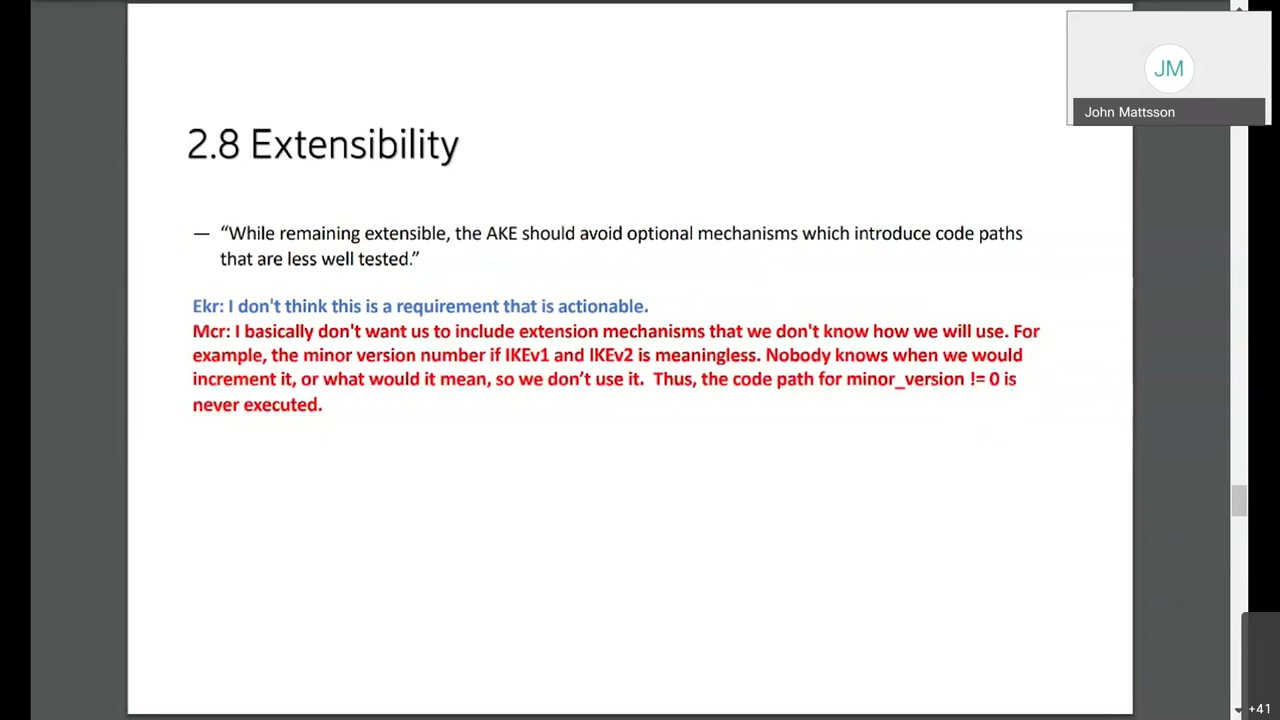 JM
John Mattsson
2.8 Extensibility
— “While remaining extensible, the AKE should avoid optional mechanisms which introduce code paths
that are less well tested.”
Ekr: I don't think this is a requirement that is actionable.
Mcr: I basically don't want us to include extension mechanisms that we don't know how we will use. For
example, the minor version number if IKEv1 and IKEv2 is meaningless. Nobody knows when we would
increment it, or what would it mean, so we don’t use it.  Thus, the code path for minor_version != 0 is
never executed.
+41